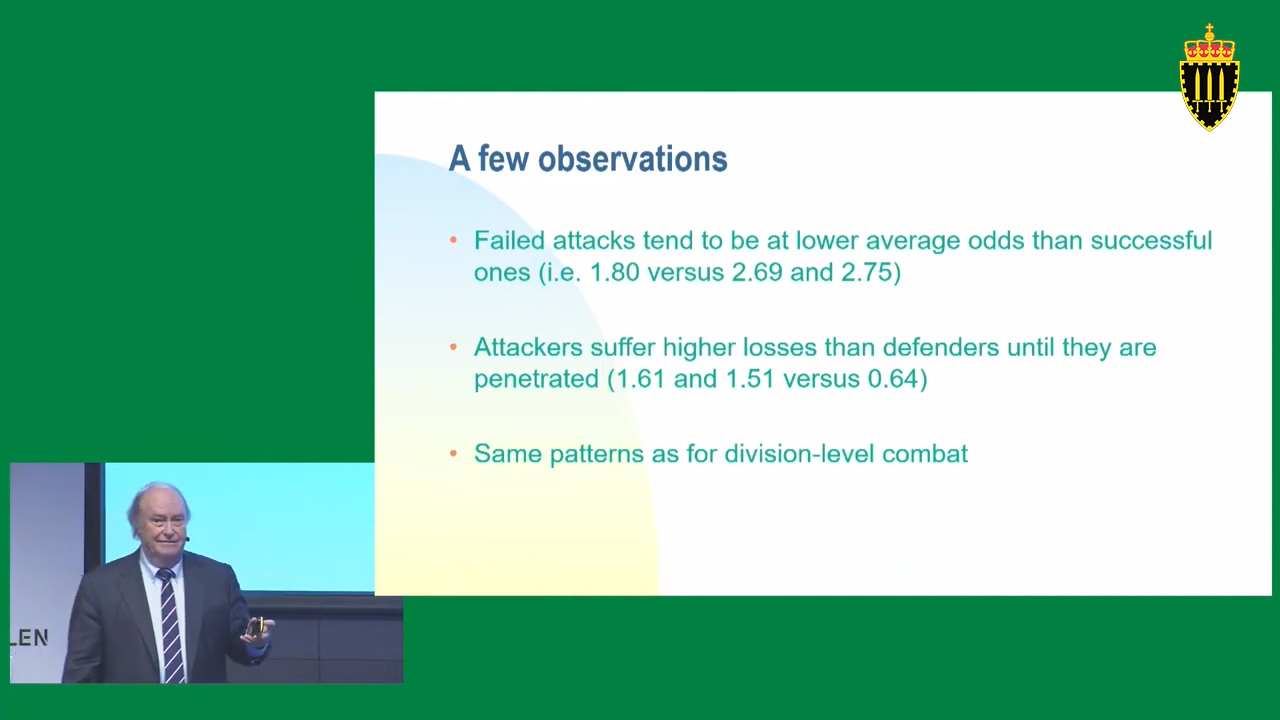 A few observations
• Failed attacks tend to be at lower average odds than successful
ones (i.e. 1.80 versus 2.69 and 2.75)
• Attackers suffer higher losses than defenders until they are
penetrated (1.61 and 1.51 versus 0.64)
• Same patterns as for division-level combat
LEN